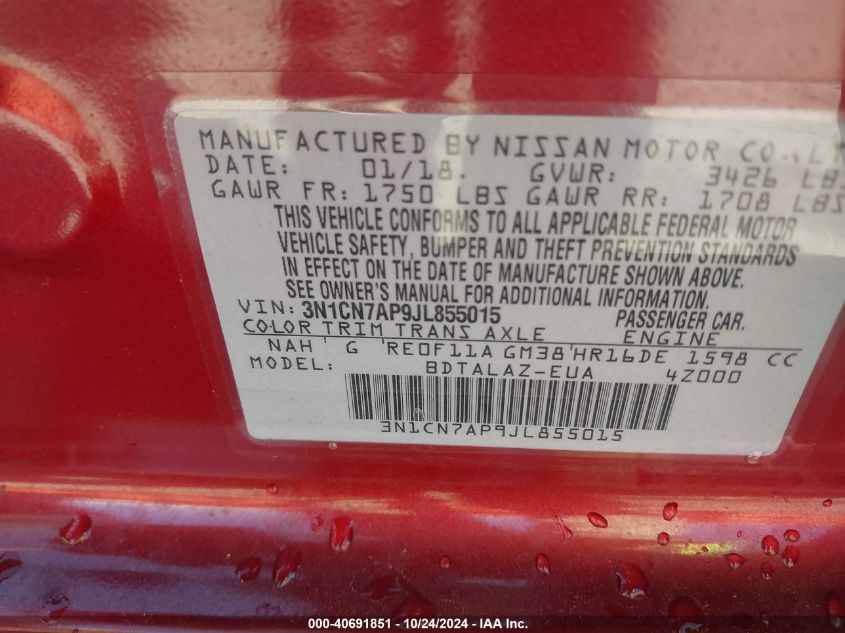 MANUFACTURED BY NISSAN MOTOR CO., LT
DATE: 01/18. GVWR: 3426 LBS
GAWR FR: 1750 LBS GAWR RR: 1708 LBS
THIS VEHICLE CONFORMS TO ALL APPLICABLE FEDERAL MOTOR
VEHICLE SAFETY, BUMPER AND THEFT PREVENTION STANDARDS
IN EFFECT ON THE DATE OF MANUFACTURE SHOWN ABOVE.
SEE OWNER'S MANUAL FOR ADDITIONAL INFORMATION.
VIN: 3N1CN7AP9JL855015 PASSENGER CAR.
COLOR TRIM TRANS AXLE ENGINE
NAH ' G 'RE0F11A GM38'HR16DE 1598 CC
MODEL: BDTALAZ-EUA 4Z000
3N1CN7AP9JL855015
000-40691851 - 10/24/2024 - IAA Inc.